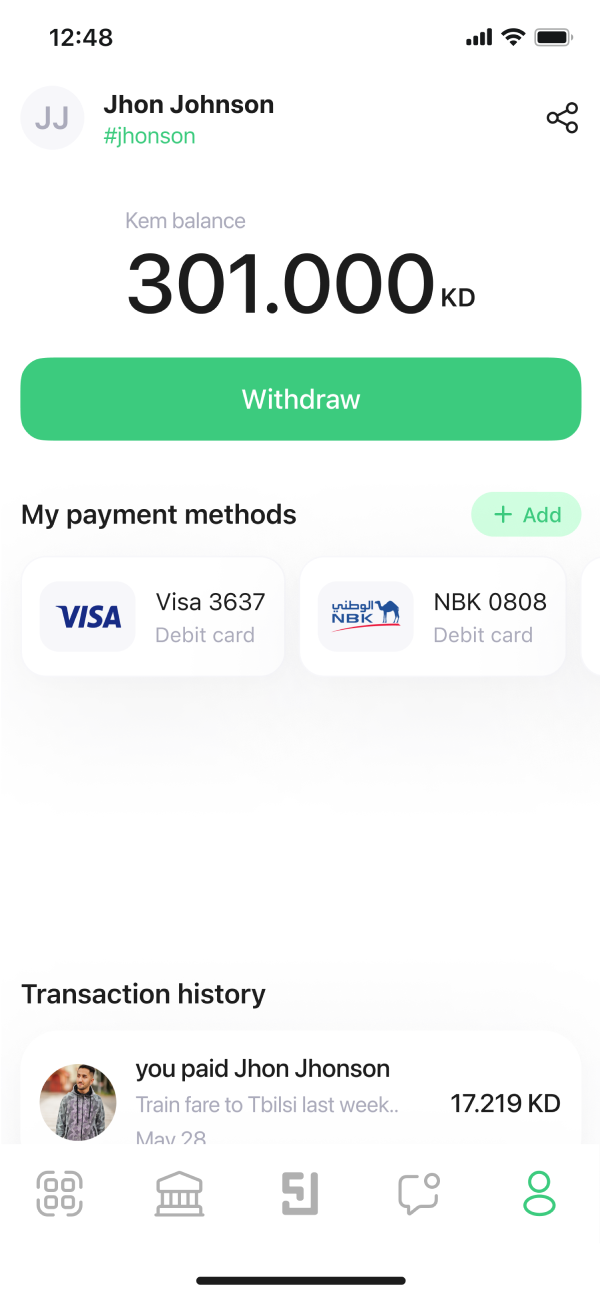 12:48
JJ
Jhon Johnson
#jhonson
Kem balance
301.000 KD
Withdraw
My payment methods
+ Add
VISA
Visa 3637
Debit card
الوطني
NBK
NBK 0808
Debit card
Transaction history
you paid Jhon Jhonson
Train fare to Tbilsi last week..
17.219 KD
May 28